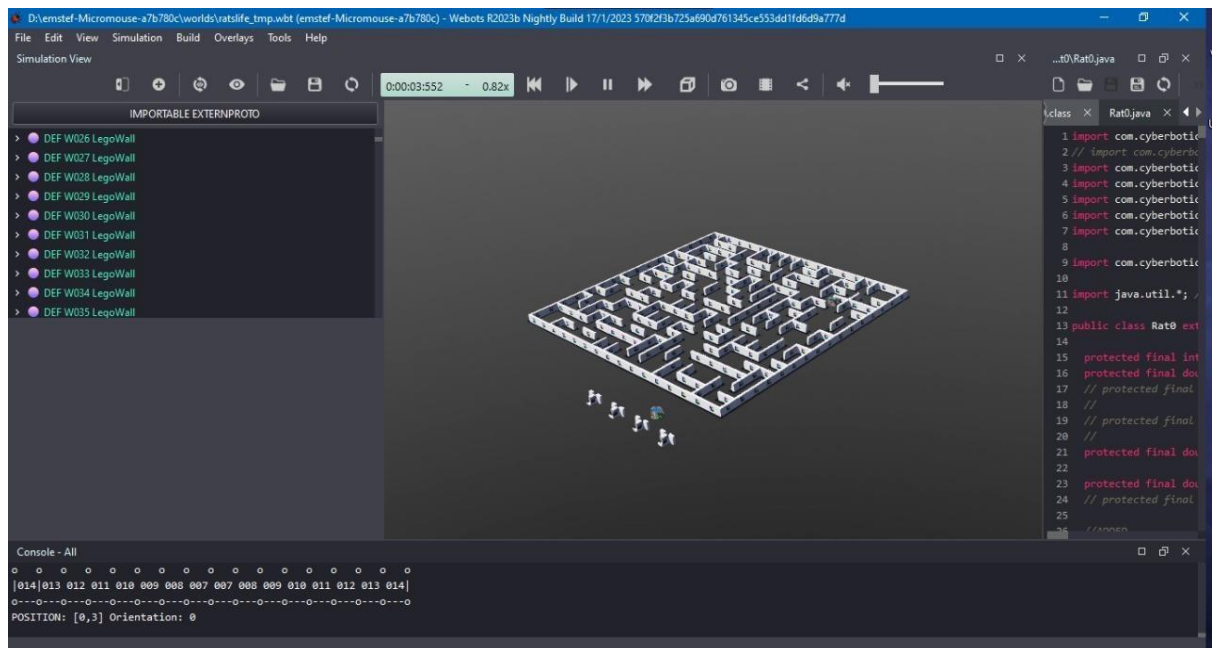 D:\emstef-Micromouse-a7b780c\worlds\ratslife_tmp.wbt (emstef-Micromouse-a7b780c) - Webots R2023b Nightly Build 17/1/2023 570f2f3b725a690d761345ce553dd1fd6d9a777d
File Edit View Simulation Build Overlays Tools Help
Simulation View
...t0\Rat0.java
0:00:03:552 - 0.82x
IMPORTABLE EXTERNPROTO
.class Rat0.java
DEF W026 LegoWall
DEF W027 LegoWall
DEF W028 LegoWall
DEF W029 LegoWall
DEF W030 LegoWall
DEF W031 LegoWall
DEF W032 LegoWall
DEF W033 LegoWall
DEF W034 LegoWall
DEF W035 LegoWall
1 import com.cyberbotic
2 // import com.cyberbo
3 import com.cyberbotic
4 import com.cyberbotic
5 import com.cyberbotic
6 import com.cyberbotic
7 import com.cyberbotic
8
9 import com.cyberbotic
10
11 import java.util.*; /
12
13 public class Rat0 ext
14
15 protected final int
16 protected final dou
17 // protected final
18 //
19 // protected final
20 //
21 protected final dou
22
23 protected final dou
24 // protected final
25
26 //ADDED
Console - All
o o o o o o o o o o o o o o o o o
|014|013 012 011 010 009 008 007 007 008 009 010 011 012 013 014|
o---o---o---o---o---o---o---o---o---o---o---o---o---o---o---o---o
POSITION: [0,3] Orientation: 0